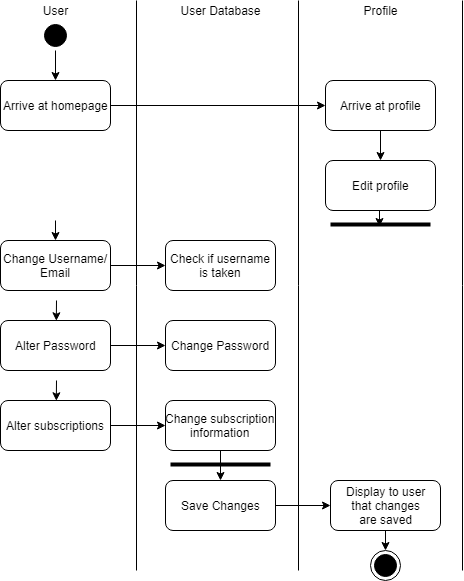 User
User Database
Profile
Arrive at homepage
Arrive at profile
Edit profile
Change Username/
Email
Check if username
is taken
Alter Password
Change Password
Alter subscriptions
Change subscription
information
Save Changes
Display to user
that changes
are saved